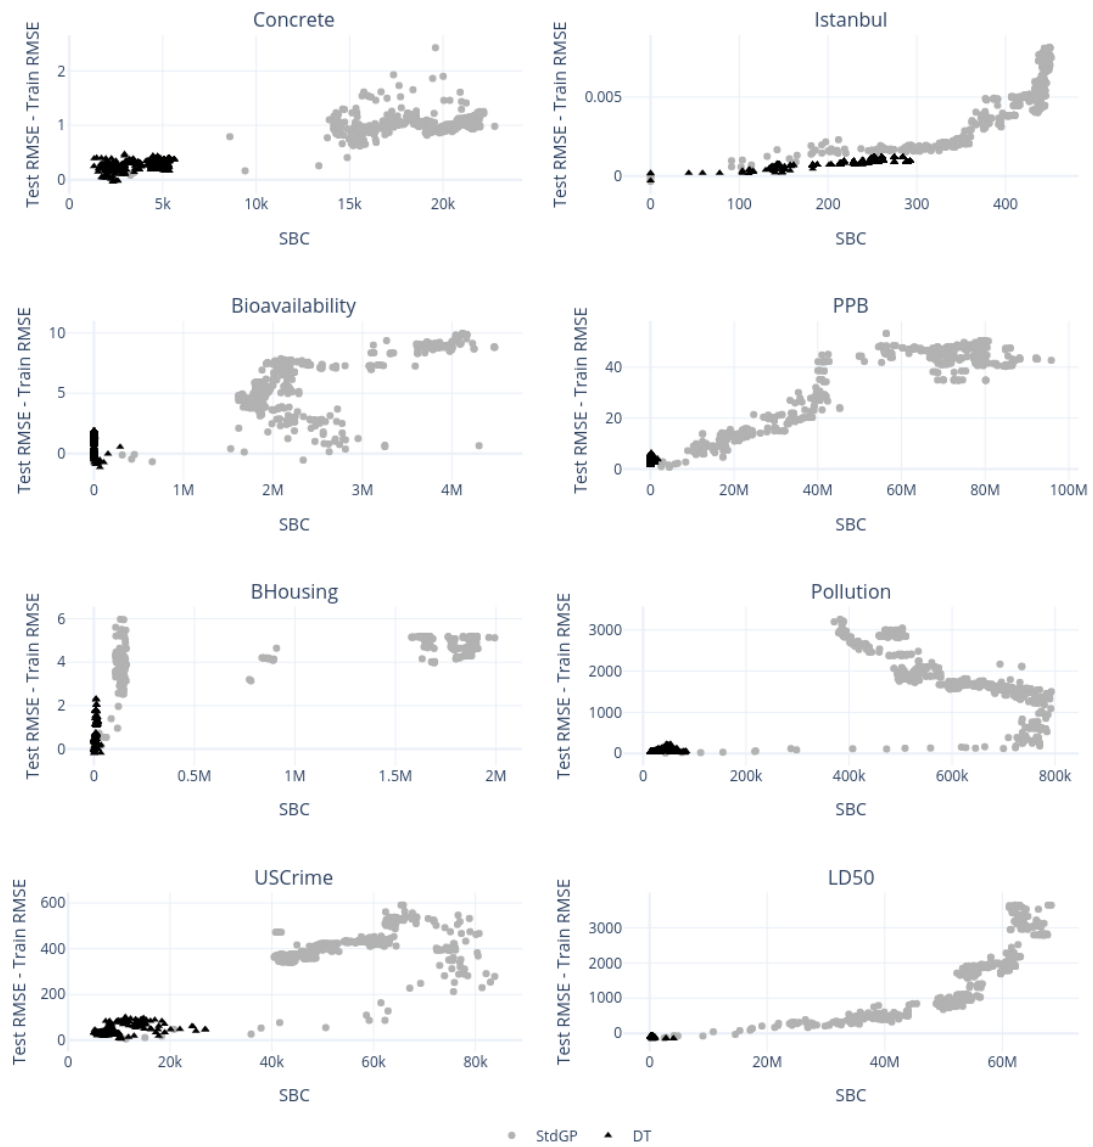 Concrete
Test RMSE - Train RMSE
2
1
0
0 5k 10k 15k 20k
SBC
Istanbul
Test RMSE - Train RMSE
0.005
0
0 100 200 300 400
SBC
Bioavailability
Test RMSE - Train RMSE
10
5
0
0 1M 2M 3M 4M
SBC
PPB
Test RMSE - Train RMSE
40
20
0
0 20M 40M 60M 80M 100M
SBC
BHousing
Test RMSE - Train RMSE
6
4
2
0
0 0.5M 1M 1.5M 2M
SBC
Pollution
Test RMSE - Train RMSE
3000
2000
1000
0
0 200k 400k 600k 800k
SBC
USCrime
Test RMSE - Train RMSE
600
400
200
0
0 20k 40k 60k 80k
SBC
LD50
Test RMSE - Train RMSE
3000
2000
1000
0
0 20M 40M 60M
SBC
StdGP DT